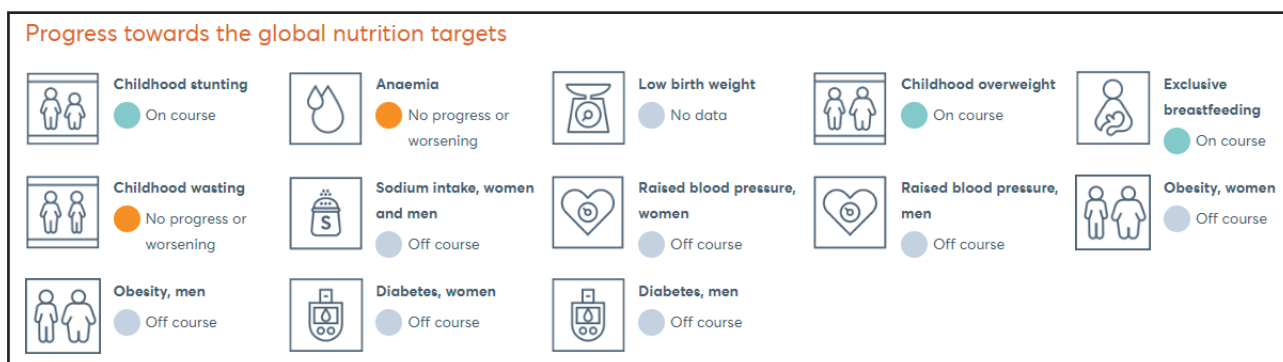 Progress towards the global nutrition targets
Childhood stunting
On course
Anaemia
No progress or
worsening
Low birth weight
No data
Childhood overweight
On course
Exclusive
breastfeeding
On course
Childhood wasting
No progress or
worsening
Sodium intake, women
and men
Off course
S
Raised blood pressure,
women
Off course
Raised blood pressure,
men
Off course
Obesity, women
Off course
Obesity, men
Off course
Diabetes, women
Off course
Diabetes, men
Off course